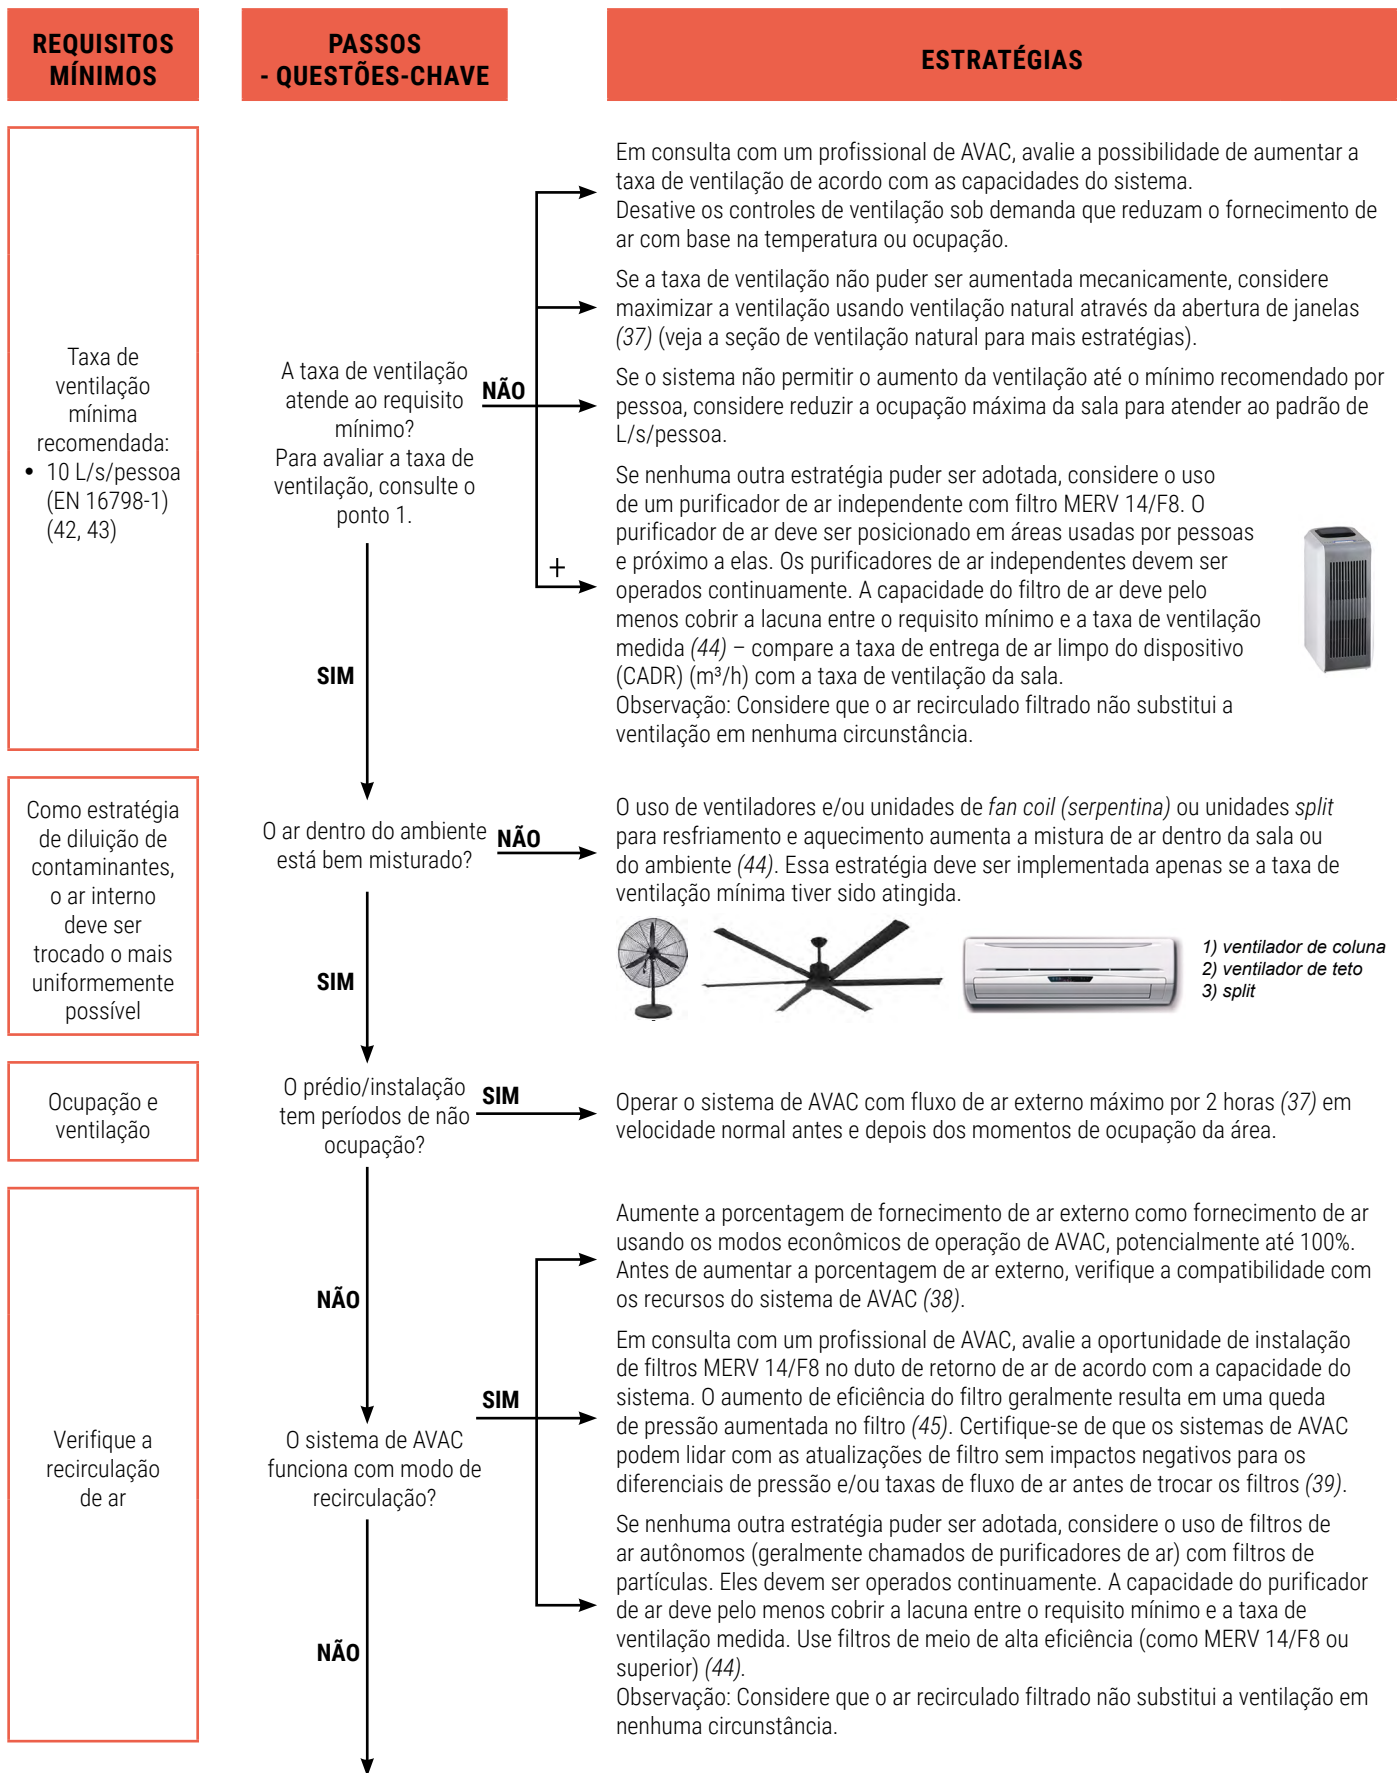 REQUISITOS
MÍNIMOS
PASSOS
- QUESTÕES-CHAVE
ESTRATÉGIAS
Taxa de
ventilação
mínima
recomendada:
• 10 L/s/pessoa
(EN 16798-1)
(42, 43)
A taxa de ventilação
atende ao requisito
mínimo?
Para avaliar a taxa de
ventilação, consulte o
ponto 1.
NÃO
+
SIM
Em consulta com um profissional de AVAC, avalie a possibilidade de aumentar a
taxa de ventilação de acordo com as capacidades do sistema.
Desative os controles de ventilação sob demanda que reduzam o fornecimento de
ar com base na temperatura ou ocupação.
Se a taxa de ventilação não puder ser aumentada mecanicamente, considere
maximizar a ventilação usando ventilação natural através da abertura de janelas
(37) (veja a seção de ventilação natural para mais estratégias).
Se o sistema não permitir o aumento da ventilação até o mínimo recomendado por
pessoa, considere reduzir a ocupação máxima da sala para atender ao padrão de
L/s/pessoa.
Se nenhuma outra estratégia puder ser adotada, considere o uso
de um purificador de ar independente com filtro MERV 14/F8. O
purificador de ar deve ser posicionado em áreas usadas por pessoas
e próximo a elas. Os purificadores de ar independentes devem ser
operados continuamente. A capacidade do filtro de ar deve pelo
menos cobrir a lacuna entre o requisito mínimo e a taxa de ventilação
medida (44) – compare a taxa de entrega de ar limpo do dispositivo
(CADR) (m³/h) com a taxa de ventilação da sala.
Observação: Considere que o ar recirculado filtrado não substitui a
ventilação em nenhuma circunstância.
Como estratégia
de diluição de
contaminantes,
o ar interno
deve ser
trocado o mais
uniformemente
possível
O ar dentro do ambiente
está bem misturado?
NÃO
SIM
O uso de ventiladores e/ou unidades de fan coil (serpentina) ou unidades split
para resfriamento e aquecimento aumenta a mistura de ar dentro da sala ou
do ambiente (44). Essa estratégia deve ser implementada apenas se a taxa de
ventilação mínima tiver sido atingida.
1) ventilador de coluna
2) ventilador de teto
3) split
Ocupação e
ventilação
O prédio/instalação
tem períodos de não
ocupação?
SIM
NÃO
Operar o sistema de AVAC com fluxo de ar externo máximo por 2 horas (37) em
velocidade normal antes e depois dos momentos de ocupação da área.
Verifique a
recirculação
de ar
O sistema de AVAC
funciona com modo de
recirculação?
SIM
NÃO
Aumente a porcentagem de fornecimento de ar externo como fornecimento de ar
usando os modos econômicos de operação de AVAC, potencialmente até 100%.
Antes de aumentar a porcentagem de ar externo, verifique a compatibilidade com
os recursos do sistema de AVAC (38).
Em consulta com um profissional de AVAC, avalie a oportunidade de instalação
de filtros MERV 14/F8 no duto de retorno de ar de acordo com a capacidade do
sistema. O aumento de eficiência do filtro geralmente resulta em uma queda
de pressão aumentada no filtro (45). Certifique-se de que os sistemas de AVAC
podem lidar com as atualizações de filtro sem impactos negativos para os
diferenciais de pressão e/ou taxas de fluxo de ar antes de trocar os filtros (39).
Se nenhuma outra estratégia puder ser adotada, considere o uso de filtros de
ar autônomos (geralmente chamados de purificadores de ar) com filtros de
partículas. Eles devem ser operados continuamente. A capacidade do purificador
de ar deve pelo menos cobrir a lacuna entre o requisito mínimo e a taxa de
ventilação medida. Use filtros de meio de alta eficiência (como MERV 14/F8 ou
superior) (44).
Observação: Considere que o ar recirculado filtrado não substitui a ventilação em
nenhuma circunstância.